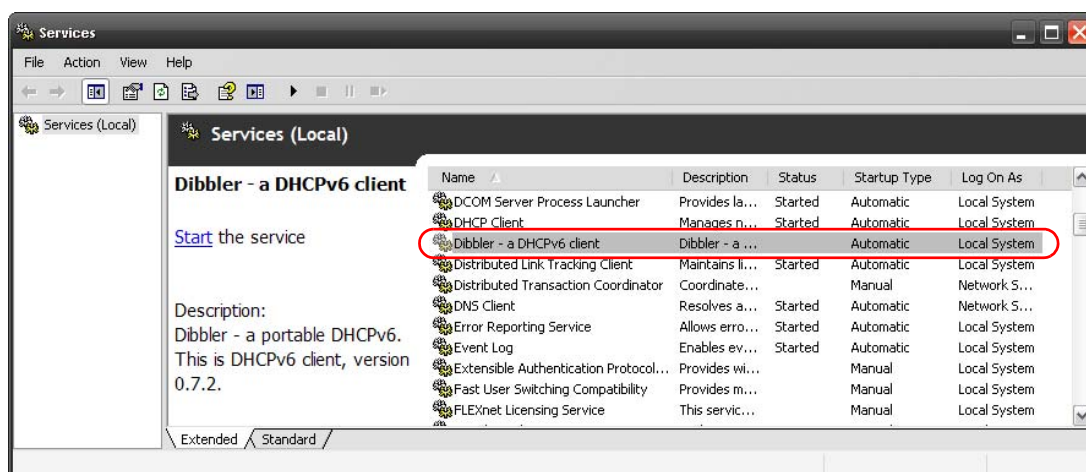 Services
File Action View Help
Services (Local)
Services (Local)
Dibbler - a DHCPv6 client
Start the service
Description:
Dibbler - a portable DHCPv6.
This is DHCPv6 client, version
0.7.2.
Name Description Status Startup Type Log On As
DCOM Server Process Launcher Provides la... Started Automatic Local System
DHCP Client Manages n... Started Automatic Local System
Dibbler - a DHCPv6 client Dibbler - a ... Automatic Local System
Distributed Link Tracking Client Maintains li... Started Automatic Local System
Distributed Transaction Coordinator Coordinate... Manual Network S...
DNS Client Resolves a... Started Automatic Network S...
Error Reporting Service Allows erro... Started Automatic Local System
Event Log Enables ev... Started Automatic Local System
Extensible Authentication Protocol... Provides wi... Manual Local System
Fast User Switching Compatibility Provides m... Manual Local System
FLEXnet Licensing Service This servic... Manual Local System
Extended Standard